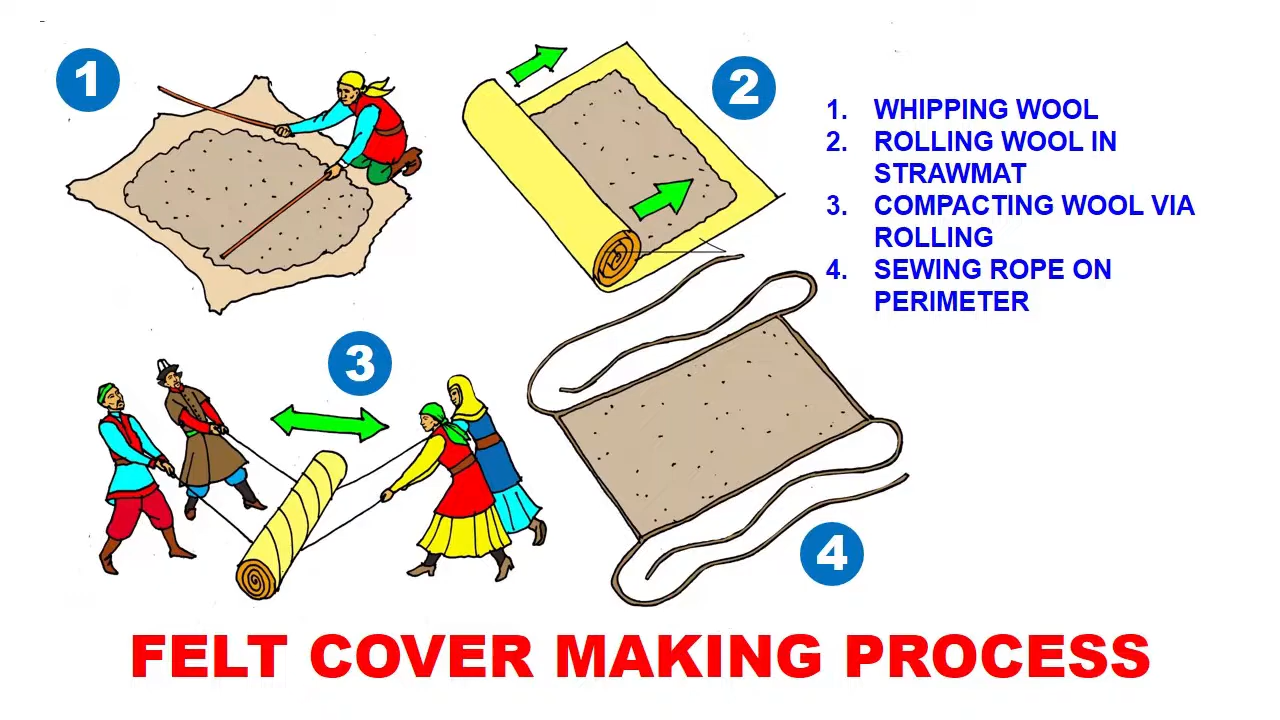 1
2
1. WHIPPING WOOL
2. ROLLING WOOL IN
STRAWMAT
3. COMPACTING WOOL VIA
ROLLING
4. SEWING ROPE ON
PERIMETER
3
4
FELT COVER MAKING PROCESS